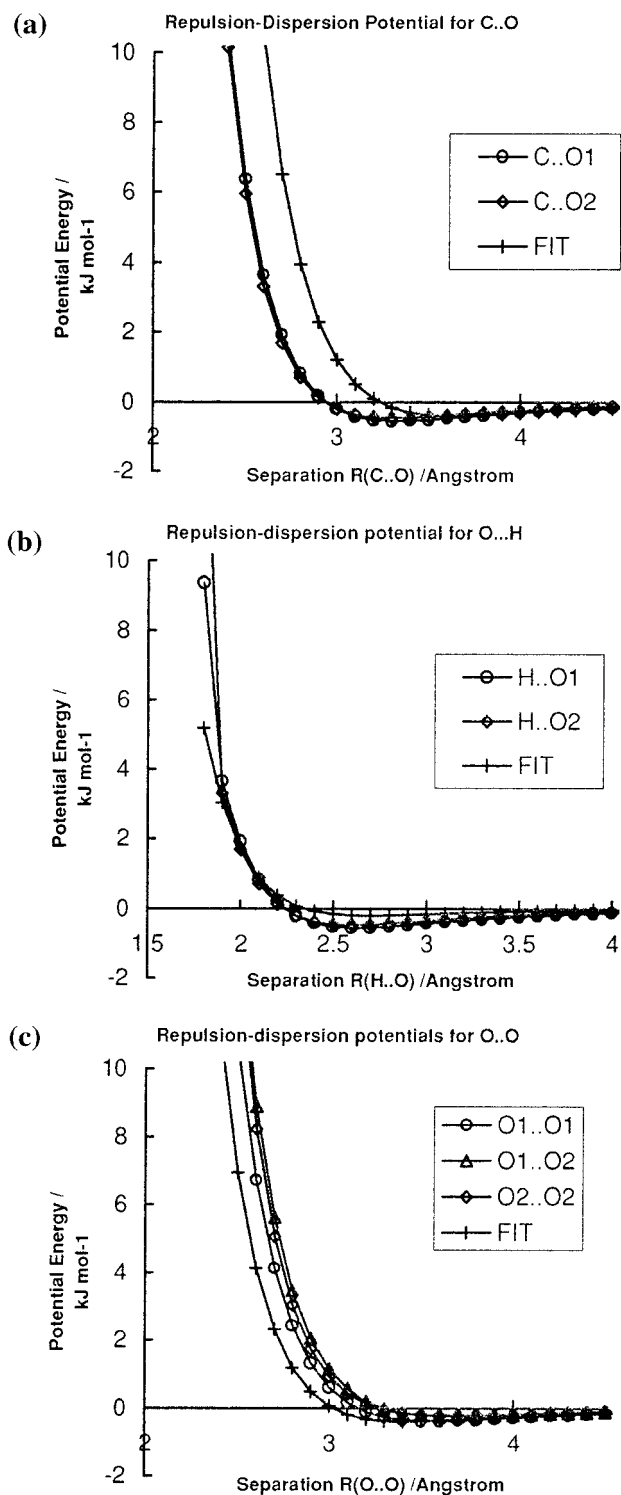 (a)
Repulsion-Dispersion Potential for C..O
10
8
6
4
2
0
-2
2
3
4
Potential Energy /
kJ mol-1
C..O1
C..O2
FIT
Separation R(C..O) /Angstrom
(b)
Repulsion-dispersion potential for O...H
10
8
6
4
2
0
-2
15
2
2.5
3
3.5
4
Potential Energy /
kJ mol-1
H..O1
H..O2
FIT
Separation R(H..O) /Angstrom
(c)
Repulsion-dispersion potentials for O..O
10
8
6
4
2
0
-2
2
3
4
Potential Energy /
kJ mol-1
O1..O1
O1..O2
O2..O2
FIT
Separation R(O..O) /Angstrom